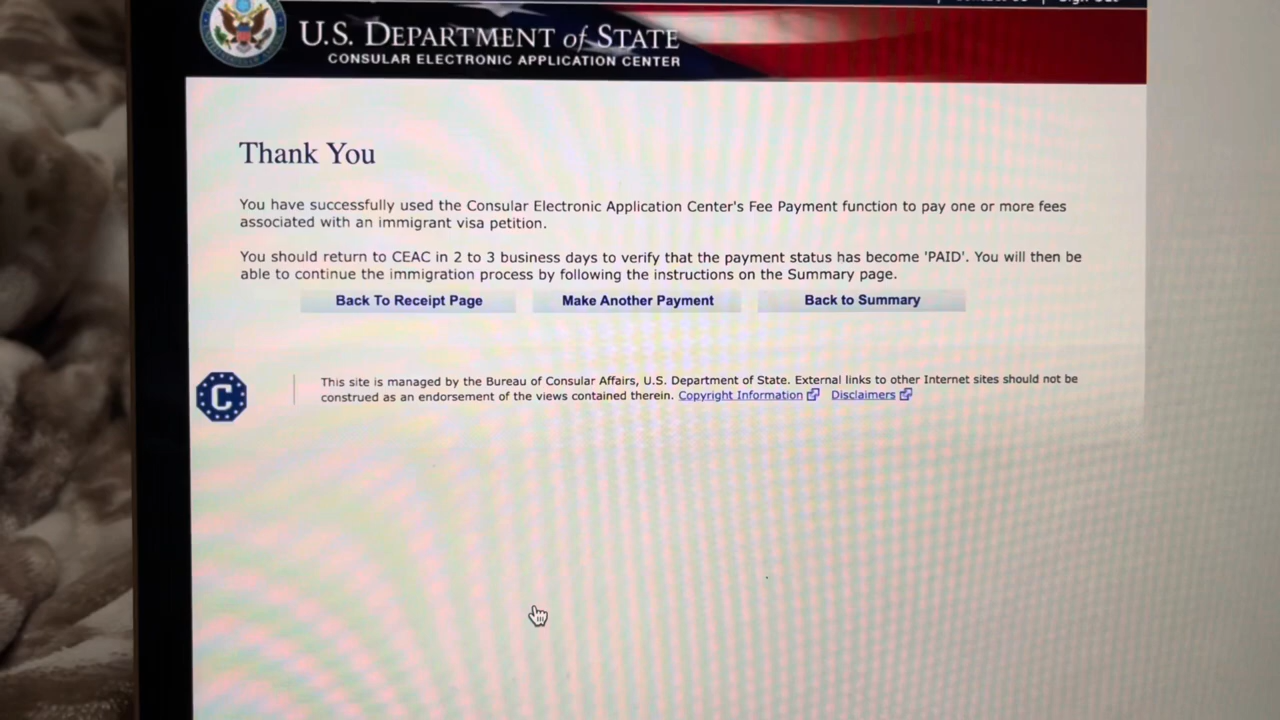 U.S. DEPARTMENT of STATE
CONSULAR ELECTRONIC APPLICATION CENTER
Thank You
You have successfully used the Consular Electronic Application Center's Fee Payment function to pay one or more fees
associated with an immigrant visa petition.
You should return to CEAC in 2 to 3 business days to verify that the payment status has become 'PAID'. You will then be
able to continue the immigration process by following the instructions on the Summary page.
Back To Receipt Page Make Another Payment Back to Summary
C
This site is managed by the Bureau of Consular Affairs, U.S. Department of State. External links to other Internet sites should not be
construed as an endorsement of the views contained therein. Copyright Information Disclaimers